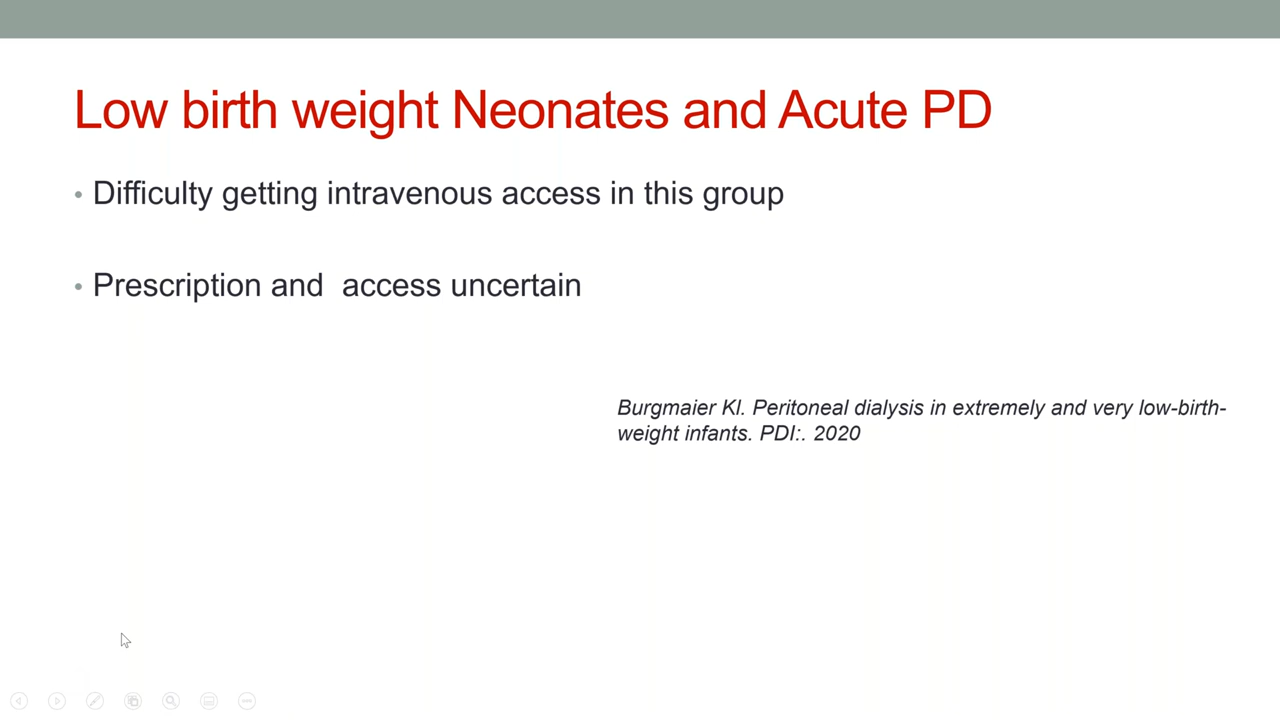 Low birth weight Neonates and Acute PD
• Difficulty getting intravenous access in this group
• Prescription and  access uncertain
Burgmaier Kl. Peritoneal dialysis in extremely and very low-birth-
weight infants. PDI:. 2020